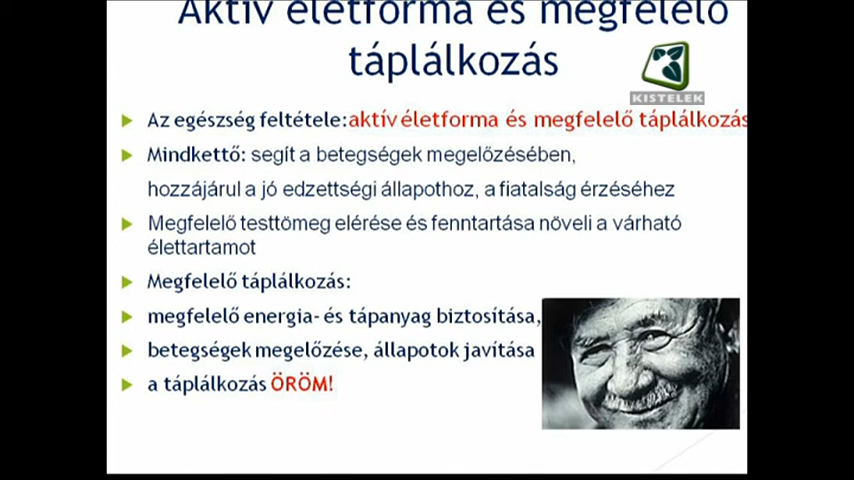 Aktív életforma és megfelelő
táplálkozás
KISTELEK
Az egészség feltétele:aktív életforma és megfelelő táplálkozás
Mindkettő: segít a betegségek megelőzésében,
hozzájárul a jó edzettségi állapothoz, a fiatalság érzéséhez
Megfelelő testtömeg elérése és fenntartása növeli a várható
élettartamot
Megfelelő táplálkozás:
megfelelő energia- és tápanyag biztosítása,
betegségek megelőzése, állapotok javítása
a táplálkozás ÖRÖM!